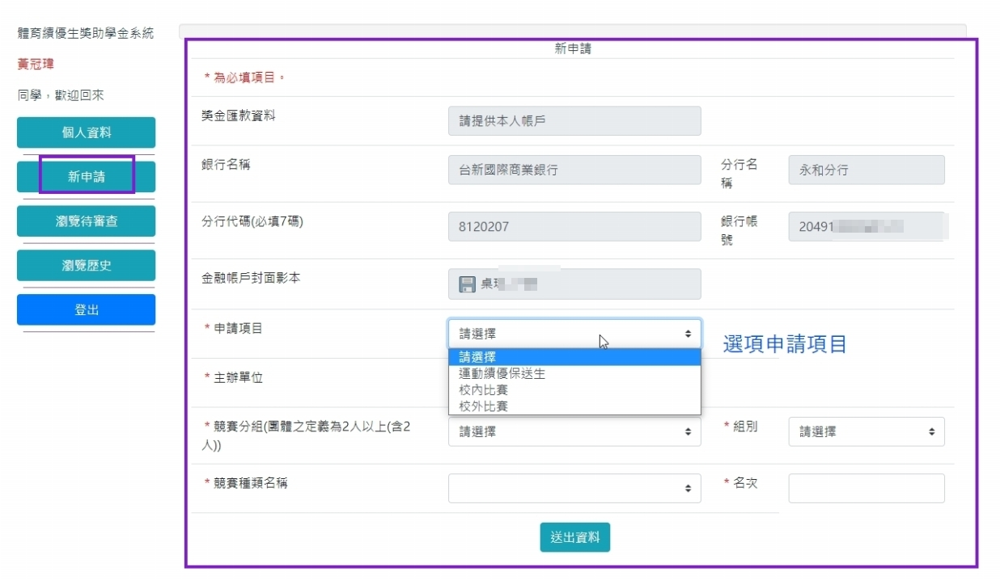 體育績優生獎助學金系統
黃冠瑋
同學，歡迎回來
個人資料
新申請
瀏覽待審查
瀏覽歷史
登出
新申請
* 為必填項目。
獎金匯款資料
請提供本人帳戶
銀行名稱
台新國際商業銀行
分行名
稱
永和分行
分行代碼(必填7碼)
8120207
銀行帳
號
20491
金融帳戶封面影本
* 申請項目
請選擇
選項申請項目
請選擇
運動績優保送生
校內比賽
校外比賽
* 主辦單位
* 競賽分組(團體之定義為2人以上(含2
人))
請選擇
* 組別
請選擇
* 競賽種類名稱
* 名次
送出資料